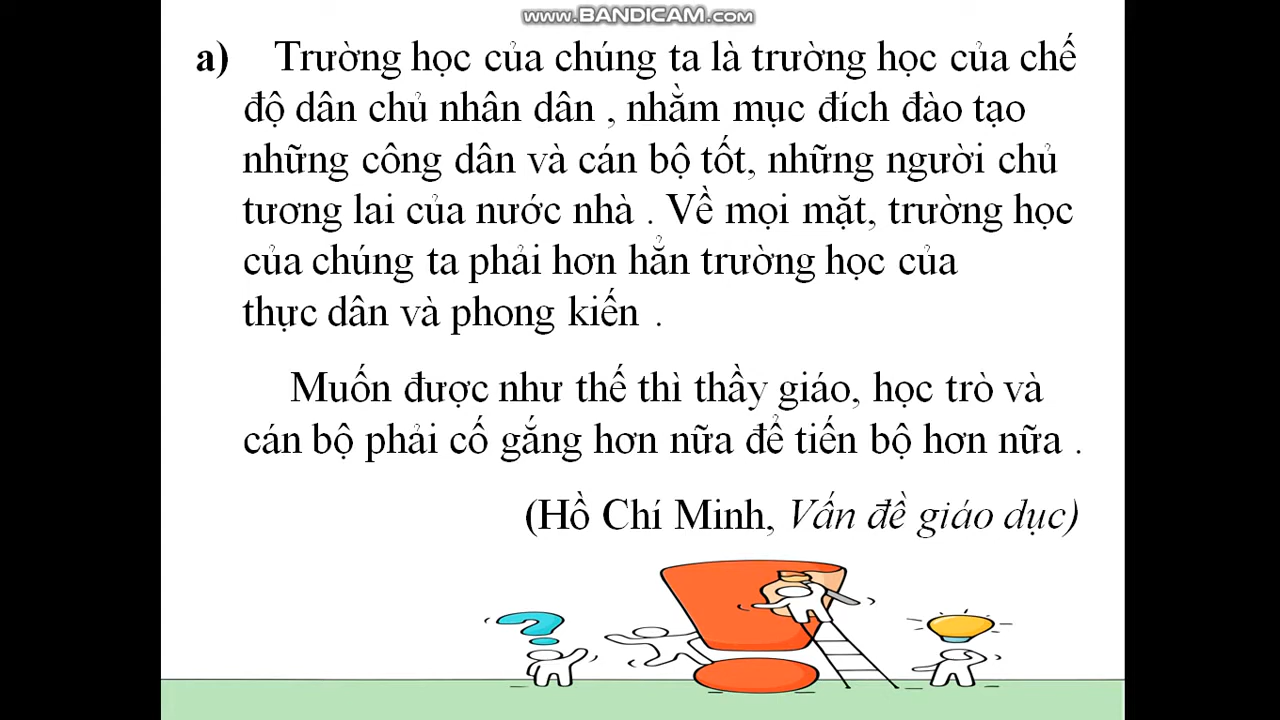 www.BANDICAM.com
a) Trường học của chúng ta là trường học của chế
độ dân chủ nhân dân , nhằm mục đích đào tạo
những công dân và cán bộ tốt, những người chủ
tương lai của nước nhà . Về mọi mặt, trường học
của chúng ta phải hơn hẳn trường học của
thực dân và phong kiến .
Muốn được như thế thì thầy giáo, học trò và
cán bộ phải cố gắng hơn nữa để tiến bộ hơn nữa .
(Hồ Chí Minh, Vấn đề giáo dục)